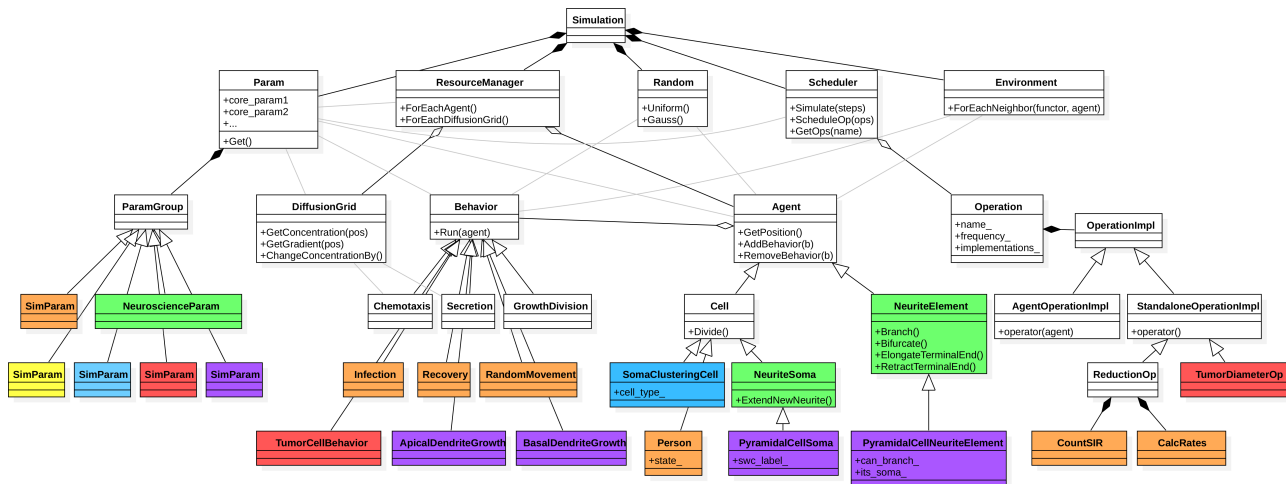 Simulation
Param
+core_param1
+core_param2
+...
+Get()
ResourceManager
+ForEachAgent()
+ForEachDiffusionGrid()
Random
+Uniform()
+Gauss()
Scheduler
+Simulate(steps)
+ScheduleOp(ops)
+GetOps(name)
Environment
+ForEachNeighbor(functor, agent)
ParamGroup
DiffusionGrid
+GetConcentration(pos)
+GetGradient(pos)
+ChangeConcentrationBy()
Behavior
+Run(agent)
Agent
+GetPosition()
+AddBehavior(b)
+RemoveBehavior(b)
Operation
+name_
+frequency_
+implementations_
OperationImpl
SimParam
NeuroscienceParam
Chemotaxis
Secretion
GrowthDivision
Cell
+Divide()
NeuriteElement
+Branch()
+Bifurcate()
+ElongateTerminalEnd()
+RetractTerminalEnd()
AgentOperationImpl
+operator(agent)
StandaloneOperationImpl
+operator()
SimParam
SimParam
SimParam
SimParam
Infection
Recovery
RandomMovement
SomaClusteringCell
+cell_type_
NeuriteSoma
+ExtendNewNeurite()
ReductionOp
TumorDiameterOp
TumorCellBehavior
ApicalDendriteGrowth
BasalDendriteGrowth
Person
+state_
PyramidalCellSoma
+swc_label_
PyramidalCellNeuriteElement
+can_branch_
+its_soma_
CountSIR
CalcRates